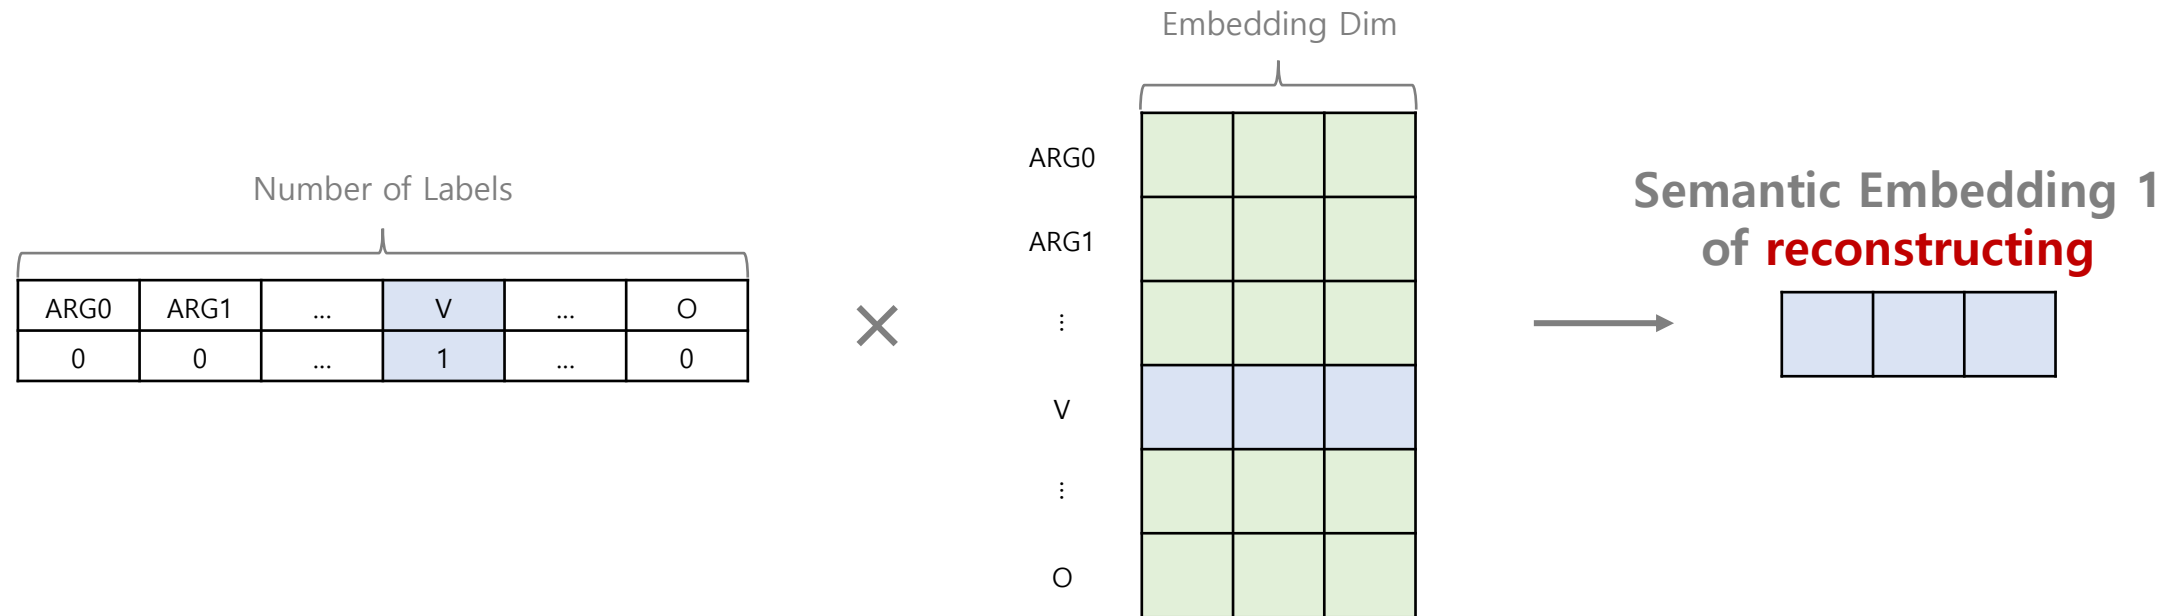 Embedding Dim
Number of Labels
ARG0 ARG1 ... V ... O
0 0 ... 1 ... 0
×
ARG0
ARG1
⋮
V
⋮
O
Semantic Embedding 1
of reconstructing